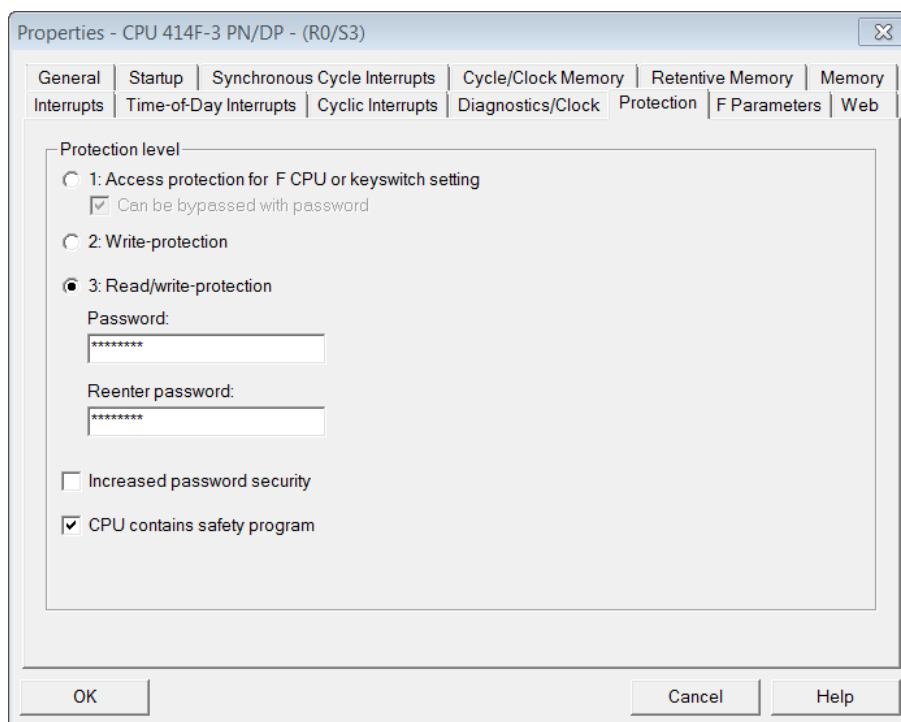 Properties - CPU 414F-3 PN/DP - (R0/S3)
General Startup Synchronous Cycle Interrupts Cycle/Clock Memory Retentive Memory Memory
Interrupts Time-of-Day Interrupts Cyclic Interrupts Diagnostics/Clock Protection F Parameters Web
Protection level
1: Access protection for F CPU or keyswitch setting
Can be bypassed with password
2: Write-protection
3: Read/write-protection
Password:
********
Reenter password:
********
Increased password security
CPU contains safety program
OK Cancel Help